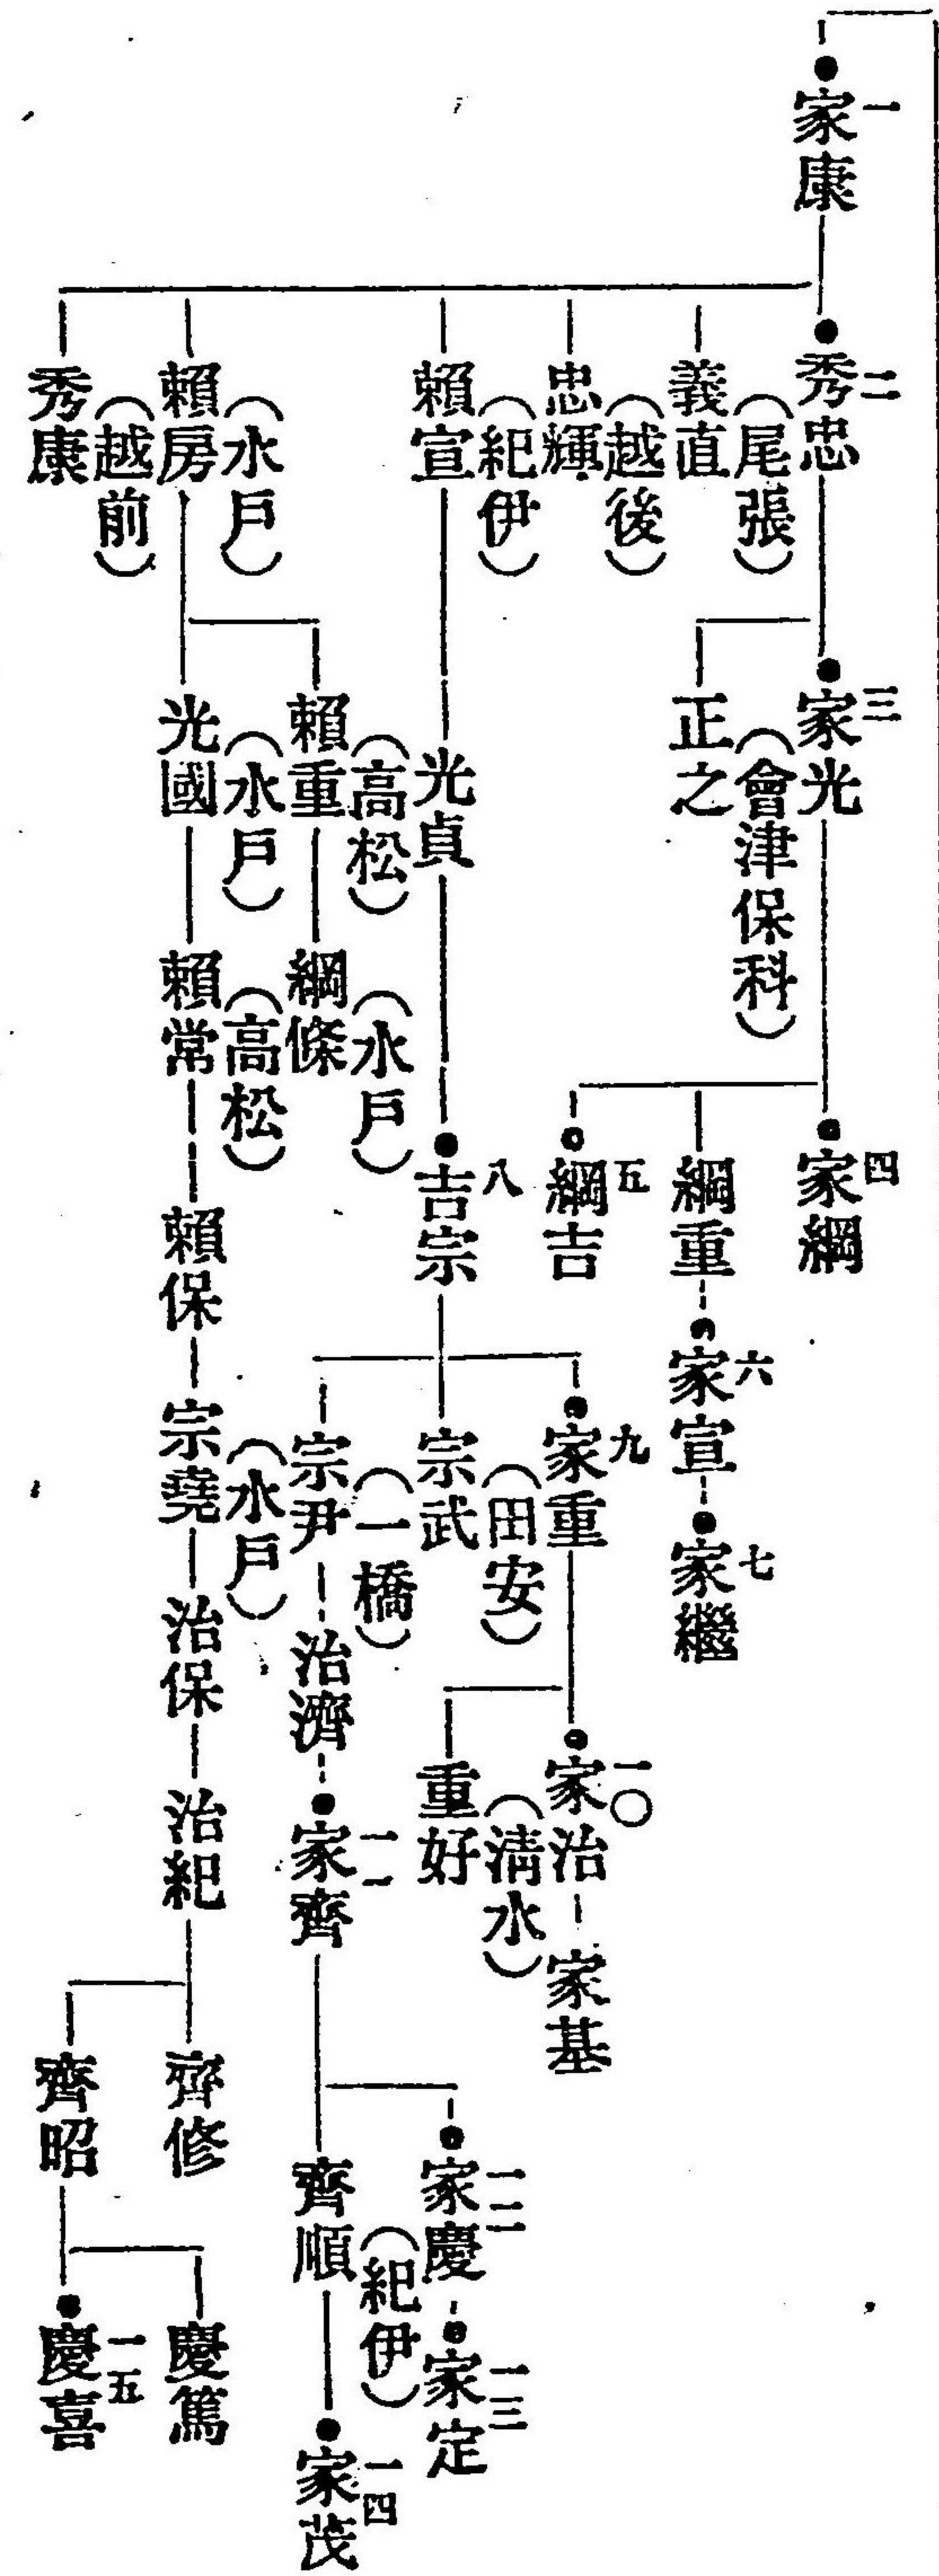 一
家康
二
秀忠
三
家光
四
家綱
(會津保科)
正之
綱重
六
家宣
七
家繼
五
綱吉
(尾張)
義直
(越後)
忠輝
(紀伊)
賴宣
光貞
八
吉宗
九
家重
一〇
家治
家基
(淸水)
重好
(田安)
宗武
(一橋)
宗尹
治濟
一一
家齊
一二
家慶
一三
家定
(紀伊)
齊順
一四
家茂
(水戶)
賴房
(高松)
賴重
(水戶)
綱條
(水戶)
光國
(高松)
賴常
賴保
(水戶)
宗堯
治保
治紀
齊修
齊昭
慶篤
一五
慶喜
(越前)
秀康